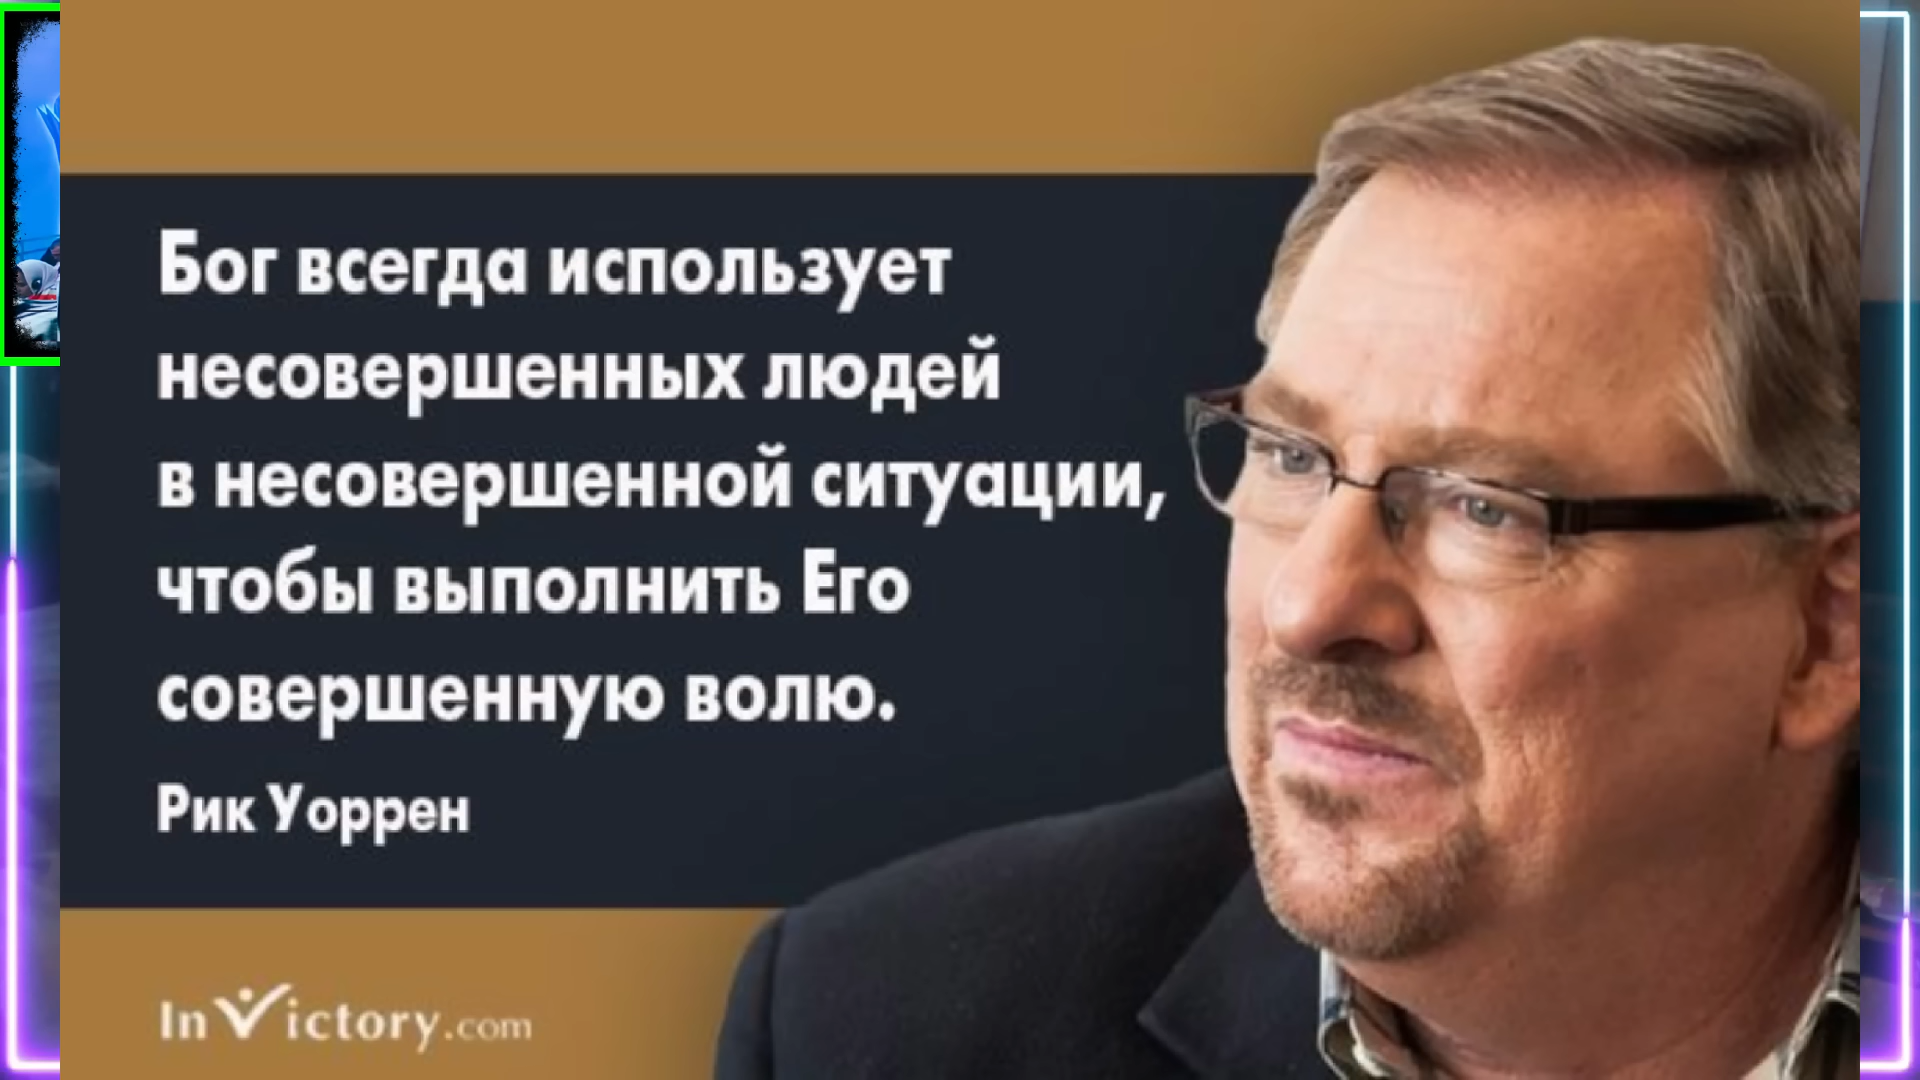 Бог всегда использует
несовершенных людей
в несовершенной ситуации,
чтобы выполнить Его
совершенную волю.
Рик Уоррен
InVictory.com